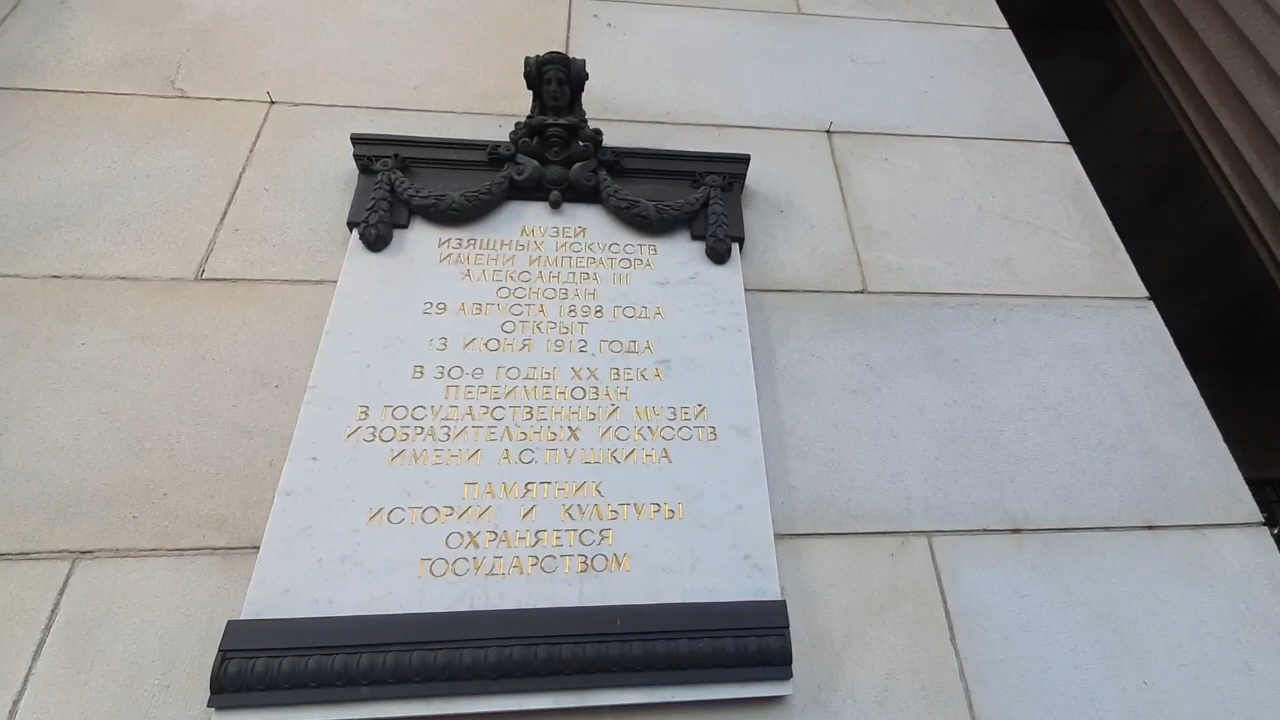 МУЗЕЙ
ИЗЯЩНЫХ ИСКУССТВ
ИМЕНИ ИМПЕРАТОРА
АЛЕКСАНДРА III
ОСНОВАН
29 АВГУСТА 1898 ГОДА
ОТКРЫТ
13 ИЮНЯ 1912 ГОДА
В 30-е ГОДЫ XX ВЕКА
ПЕРЕИМЕНОВАН
В ГОСУДАРСТВЕННЫЙ МУЗЕЙ
ИЗОБРАЗИТЕЛЬНЫХ ИСКУССТВ
ИМЕНИ А.С. ПУШКИНА
ПАМЯТНИК
ИСТОРИИ И КУЛЬТУРЫ
ОХРАНЯЕТСЯ
ГОСУДАРСТВОМ